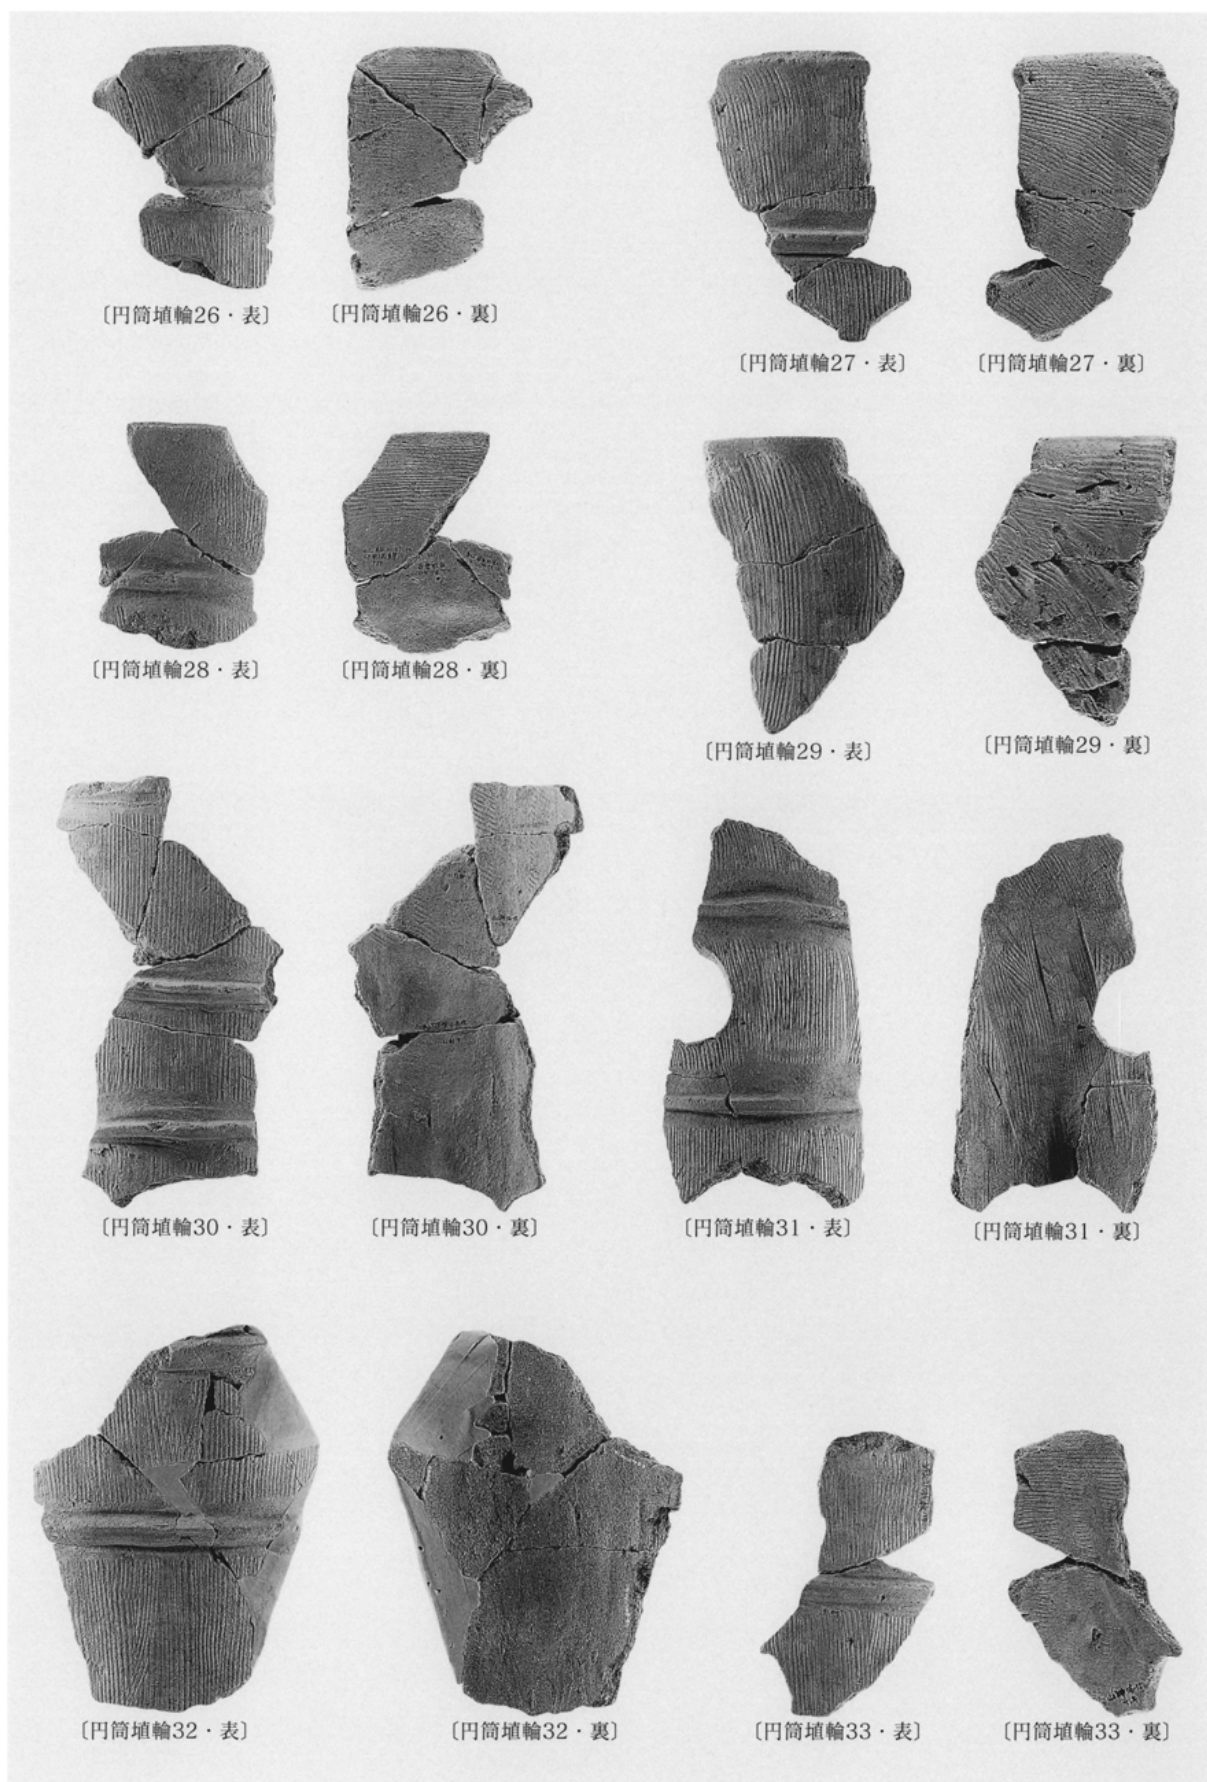 〔円筒埴輪26・表〕
〔円筒埴輪26・裏〕
〔円筒埴輪27・表〕
〔円筒埴輪27・裏〕
〔円筒埴輪28・表〕
〔円筒埴輪28・裏〕
〔円筒埴輪29・表〕
〔円筒埴輪29・裏〕
〔円筒埴輪30・表〕
〔円筒埴輪30・裏〕
〔円筒埴輪31・表〕
〔円筒埴輪31・裏〕
〔円筒埴輪32・表〕
〔円筒埴輪32・裏〕
〔円筒埴輪33・表〕
〔円筒埴輪33・裏〕